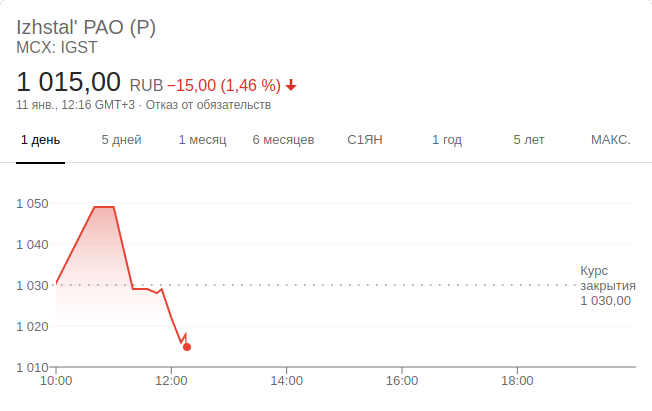 Izhstal' PAO (P)
MCX: IGST
1 015,00 RUB −15,00 (1,46 %)
11 янв., 12:16 GMT+3 · Отказ от обязательств
1 день 5 дней 1 месяц 6 месяцев С1ЯН 1 год 5 лет МАКС.
1 050
1 040
1 030
1 020
1 010
Курс
закрытия
1 030,00
10:00 12:00 14:00 16:00 18:00